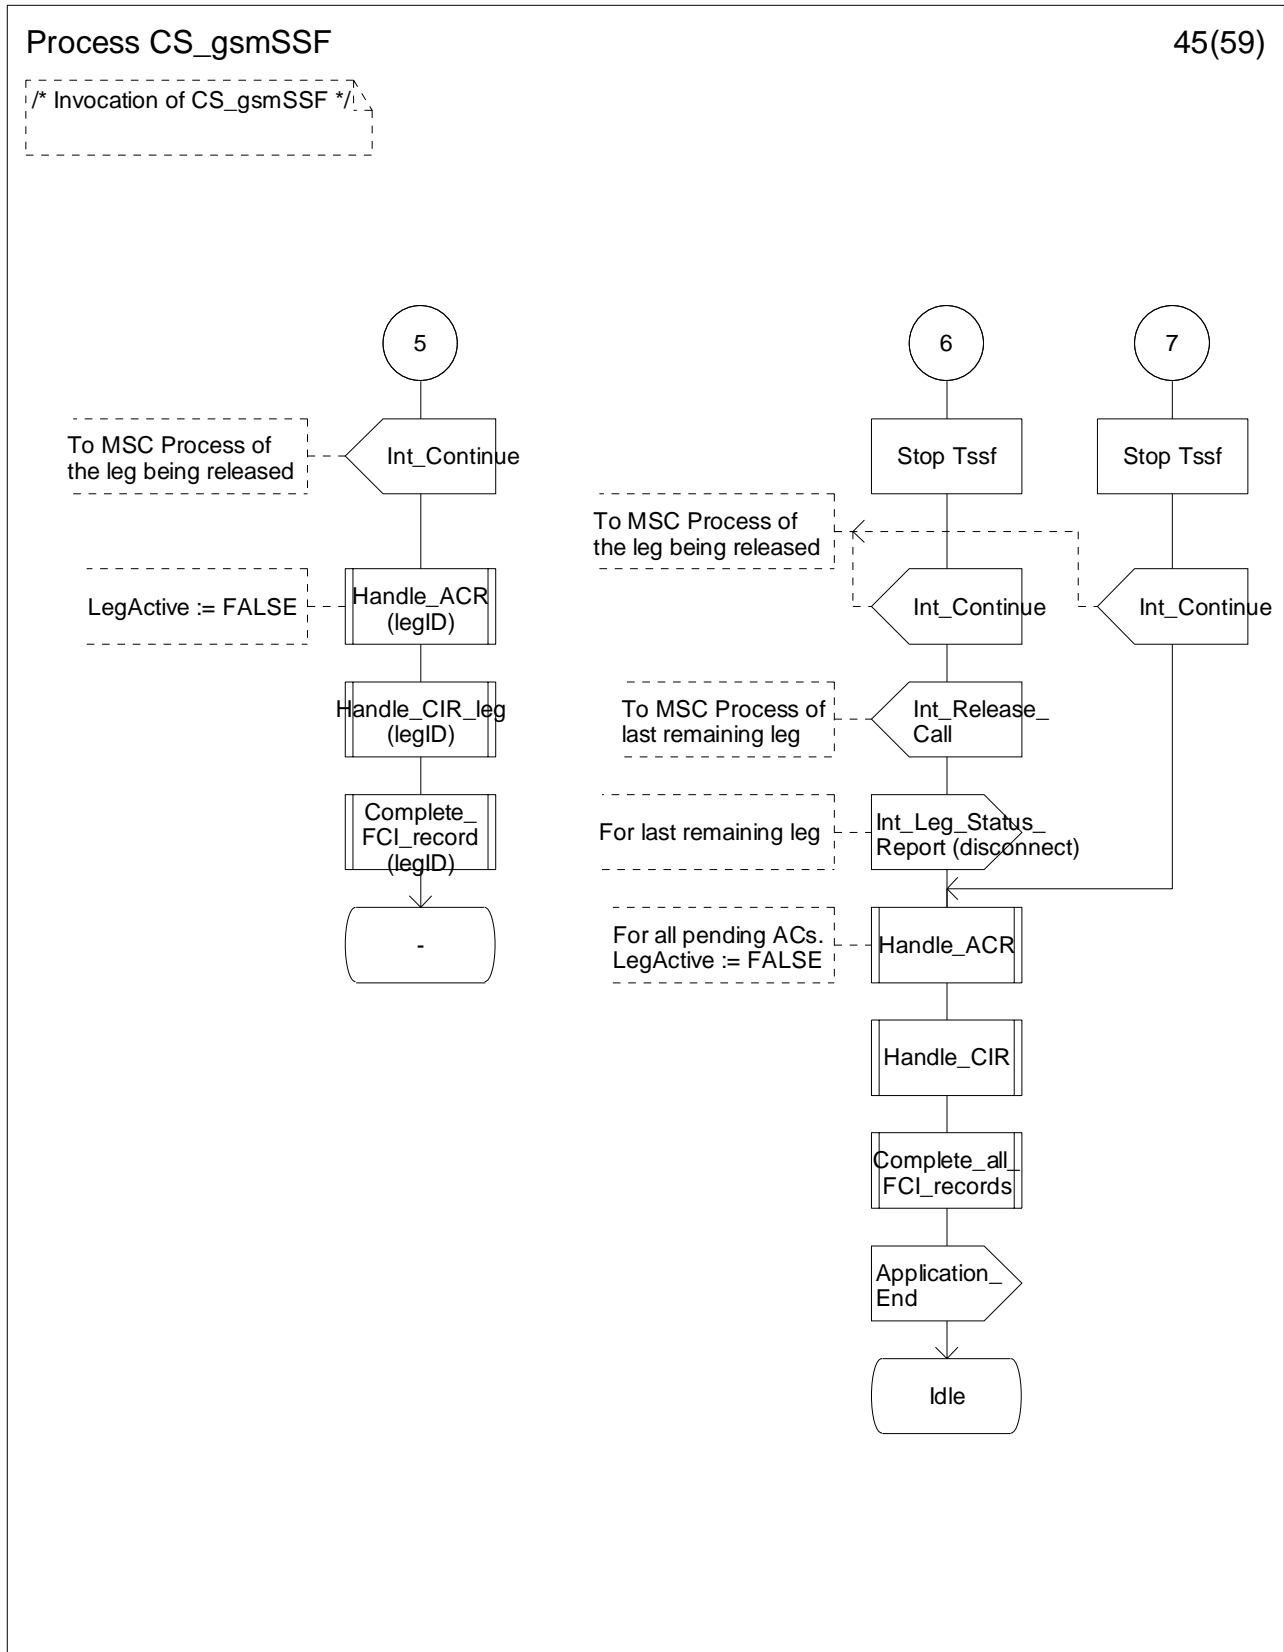 Process CS_gsmSSF
45(59)
/* Invocation of CS_gsmSSF */
5
To MSC Process of
the leg being released
Int_Continue
LegActive := FALSE
Handle_ACR
(legID)
Handle_CIR_leg
(legID)
Complete_
FCI_record
(legID)
-
6
7
Stop Tssf
Stop Tssf
To MSC Process of
the leg being released
Int_Continue
Int_Continue
To MSC Process of
last remaining leg
Int_Release_
Call
For last remaining leg
Int_Leg_Status_
Report (disconnect)
For all pending ACs.
LegActive := FALSE
Handle_ACR
Handle_CIR
Complete_all_
FCI_records
Application_
End
Idle